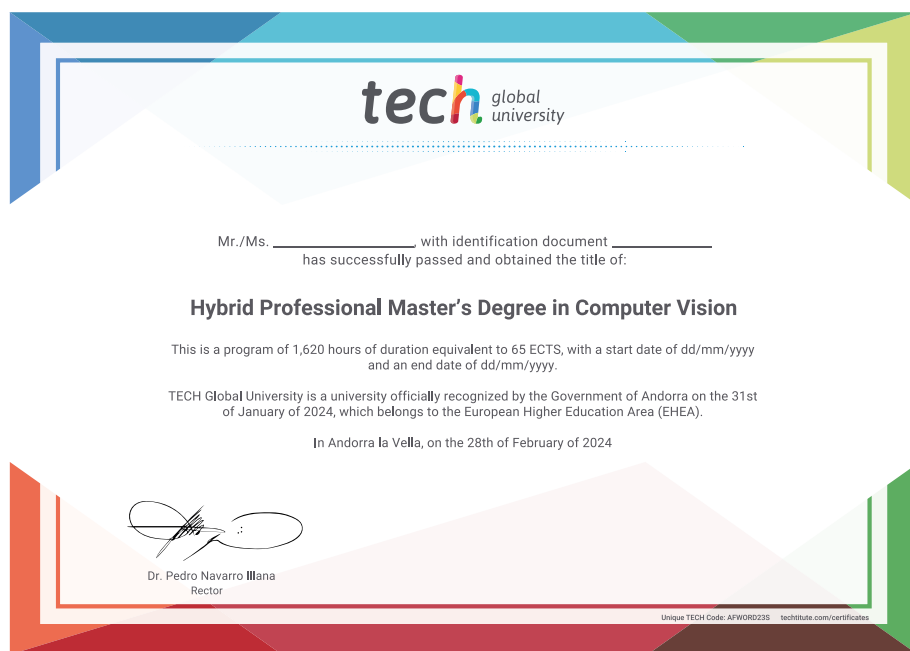 tech global
university
Mr./Ms. ____________________, with identification document ______________
has successfully passed and obtained the title of:
Hybrid Professional Master’s Degree in Computer Vision
This is a program of 1,620 hours of duration equivalent to 65 ECTS, with a start date of dd/mm/yyyy
and an end date of dd/mm/yyyy.
TECH Global University is a university officially recognized by the Government of Andorra on the 31st
of January of 2024, which belongs to the European Higher Education Area (EHEA).
In Andorra la Vella, on the 28th of February of 2024
Dr. Pedro Navarro Illana
Rector
Unique TECH Code: AFWORD23S techtitute.com/certificates